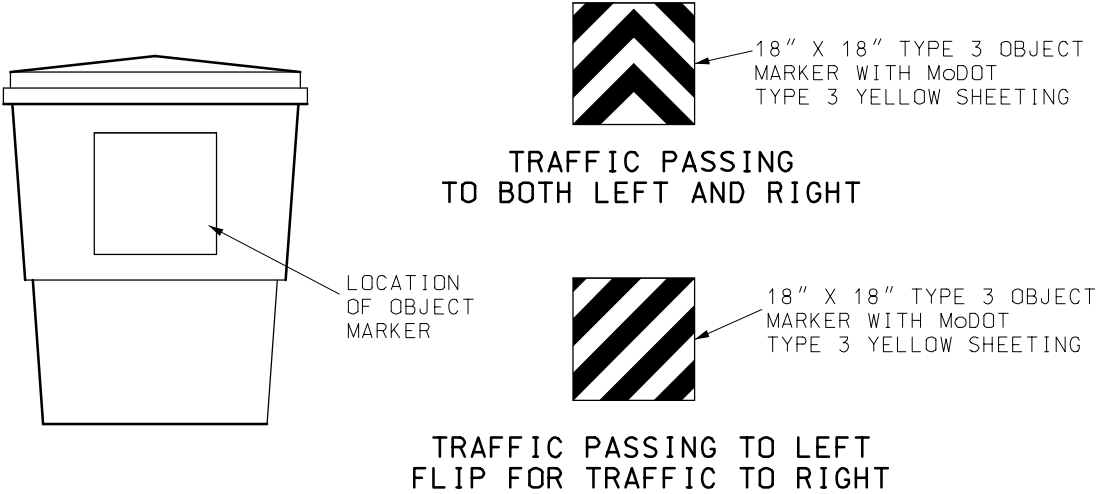 18" X 18" TYPE 3 OBJECT
MARKER WITH MoDOT
TYPE 3 YELLOW SHEETING
TRAFFIC PASSING
TO BOTH LEFT AND RIGHT
LOCATION
OF OBJECT
MARKER
18" X 18" TYPE 3 OBJECT
MARKER WITH MoDOT
TYPE 3 YELLOW SHEETING
TRAFFIC PASSING TO LEFT
FLIP FOR TRAFFIC TO RIGHT